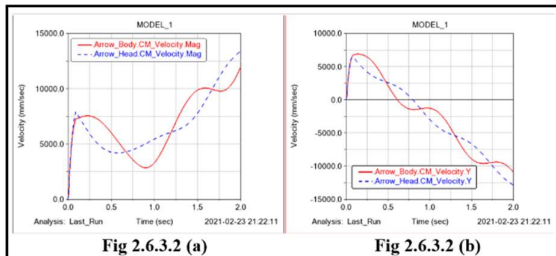 MODEL_1
15000.0
Arrow_Body.CM_Velocity.Mag
Arrow_Head.CM_Velocity.Mag
10000.0
Velocity (mm/sec)
5000.0
0.0
0.0 0.5 1.0 1.5 2.0
Analysis: Last_Run Time (sec) 2021-02-23 21:22:11
Fig 2.6.3.2 (a)
MODEL_1
10000.0
5000.0
0.0
Velocity (mm/sec)
-5000.0
-10000.0
Arrow_Body.CM_Velocity.Y
Arrow_Head.CM_Velocity.Y
-15000.0
0.0 0.5 1.0 1.5 2.0
Analysis: Last_Run Time (sec) 2021-02-23 21:22:11
Fig 2.6.3.2 (b)